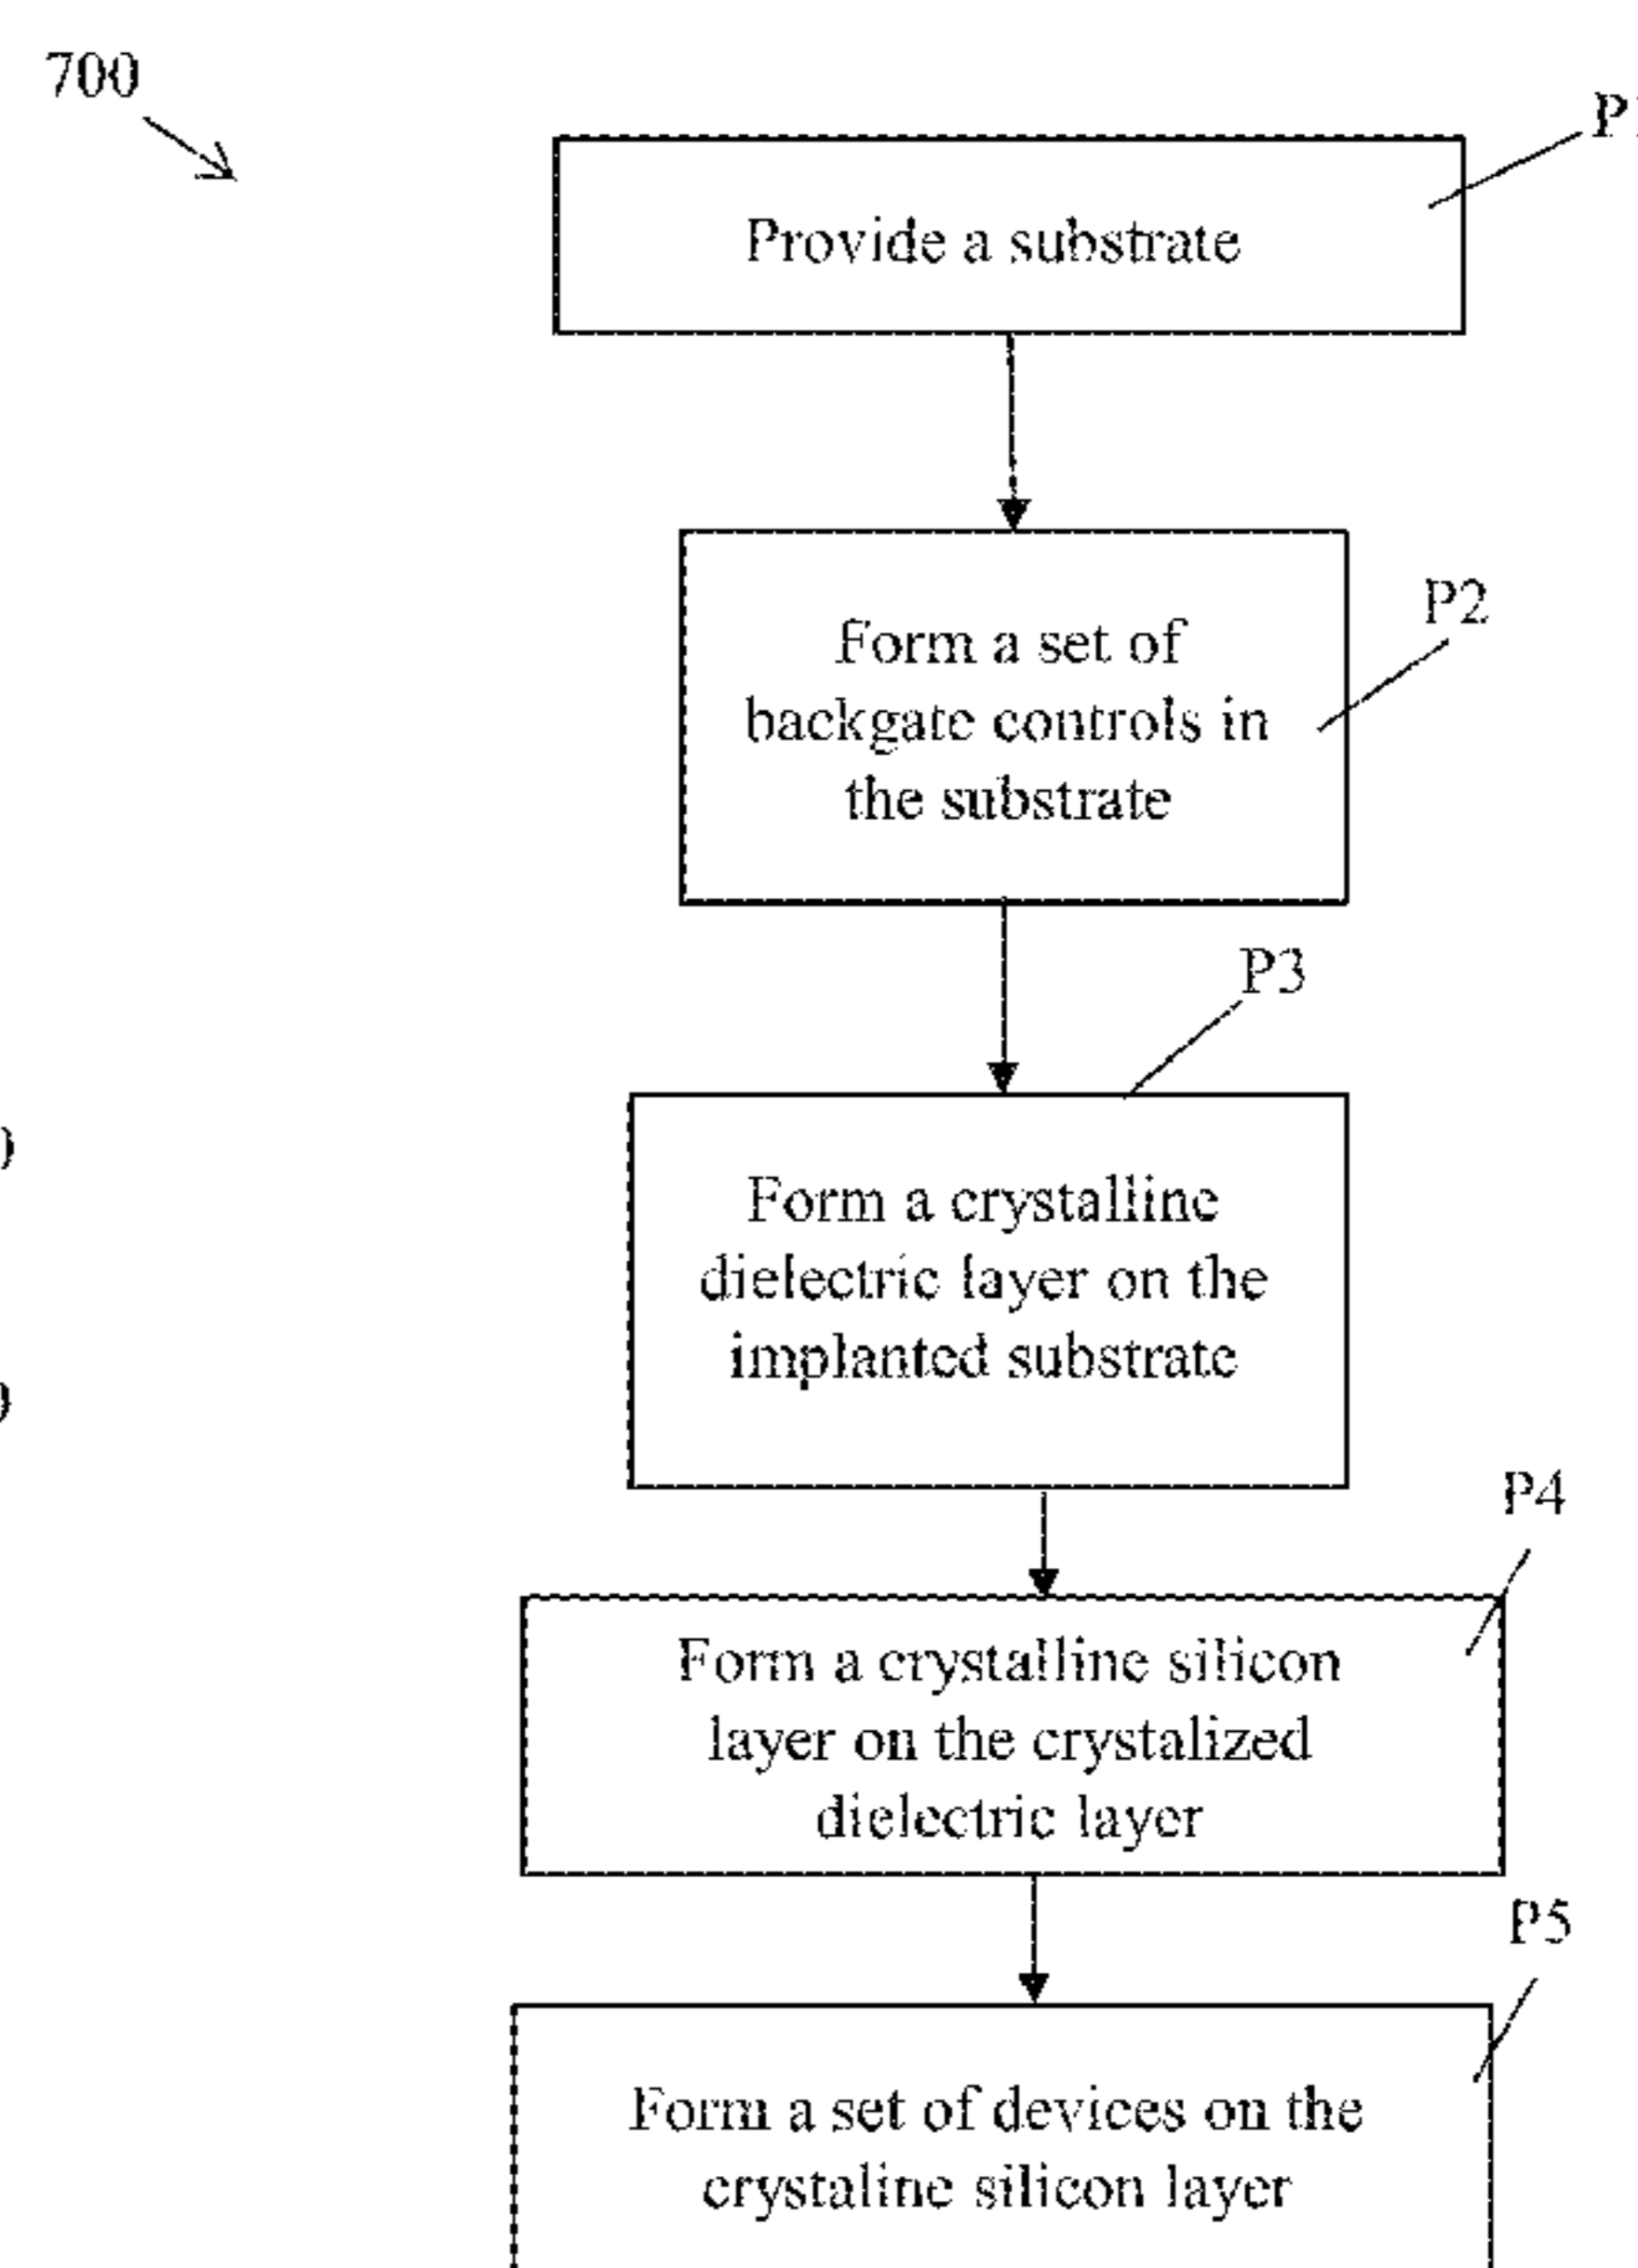 700
Provide a substrate
P2
Form a set of
backgate controls in
the substrate
P3
Form a crystalline
dielectric layer on the
implanted substrate
P4
Form a crystalline silicon
layer on the crystalized
dielectric layer
P5
Form a set of devices on the
crystaline silicon layer